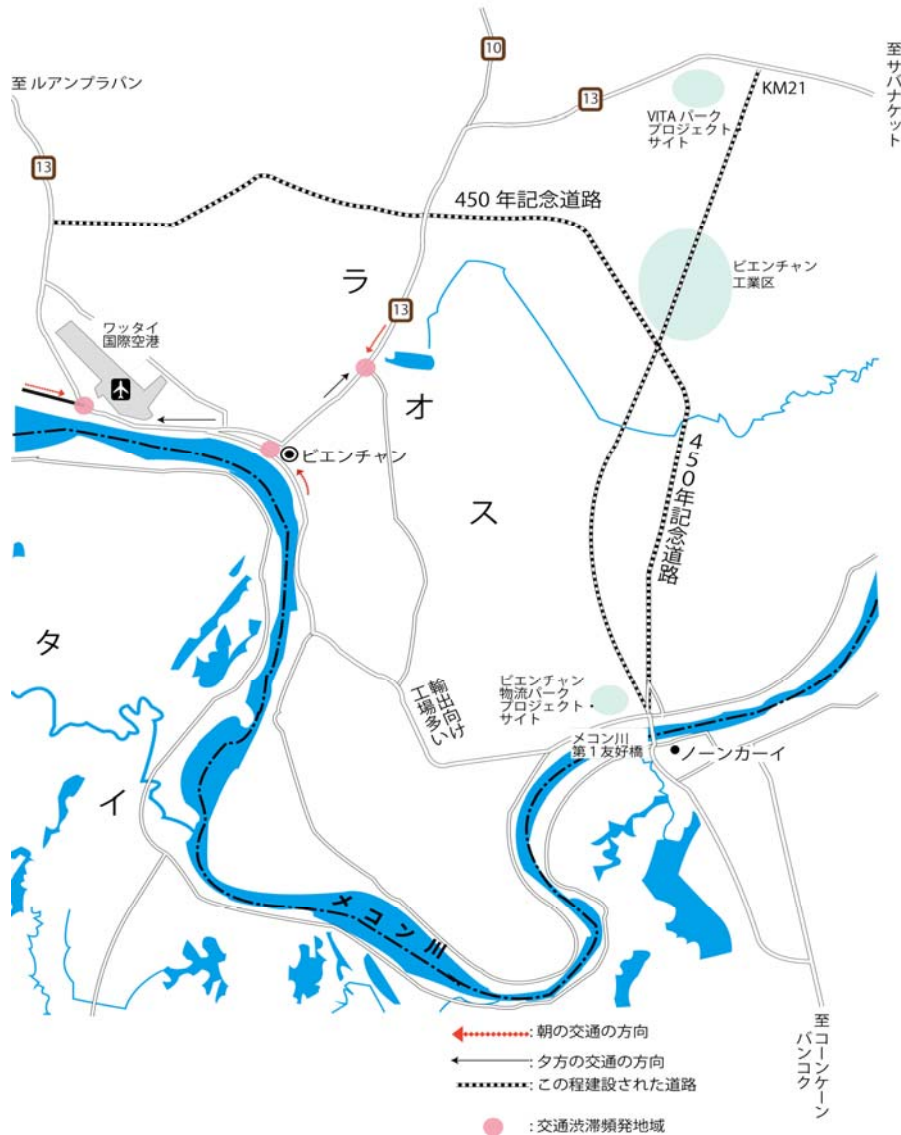 10
至 ルアンプラバン
13
KM21
至 サバナケット
VITA パーク
プロジェクト
サイト
13
450 年記念道路
ビエンチャン
工業区
ラ
13
ワッタイ
国際空港
オ
ビエンチャン
450年記念道路
ス
タ
ビエンチャン
物流パーク
プロジェクト・
サイト
輸出向け
工場多い
メコン川
第1友好橋
ノーンカーイ
イ
メコン川
至 コーンケーン
バンコク
: 朝の交通の方向
: 夕方の交通の方向
: この程建設された道路
: 交通渋滞頻発地域